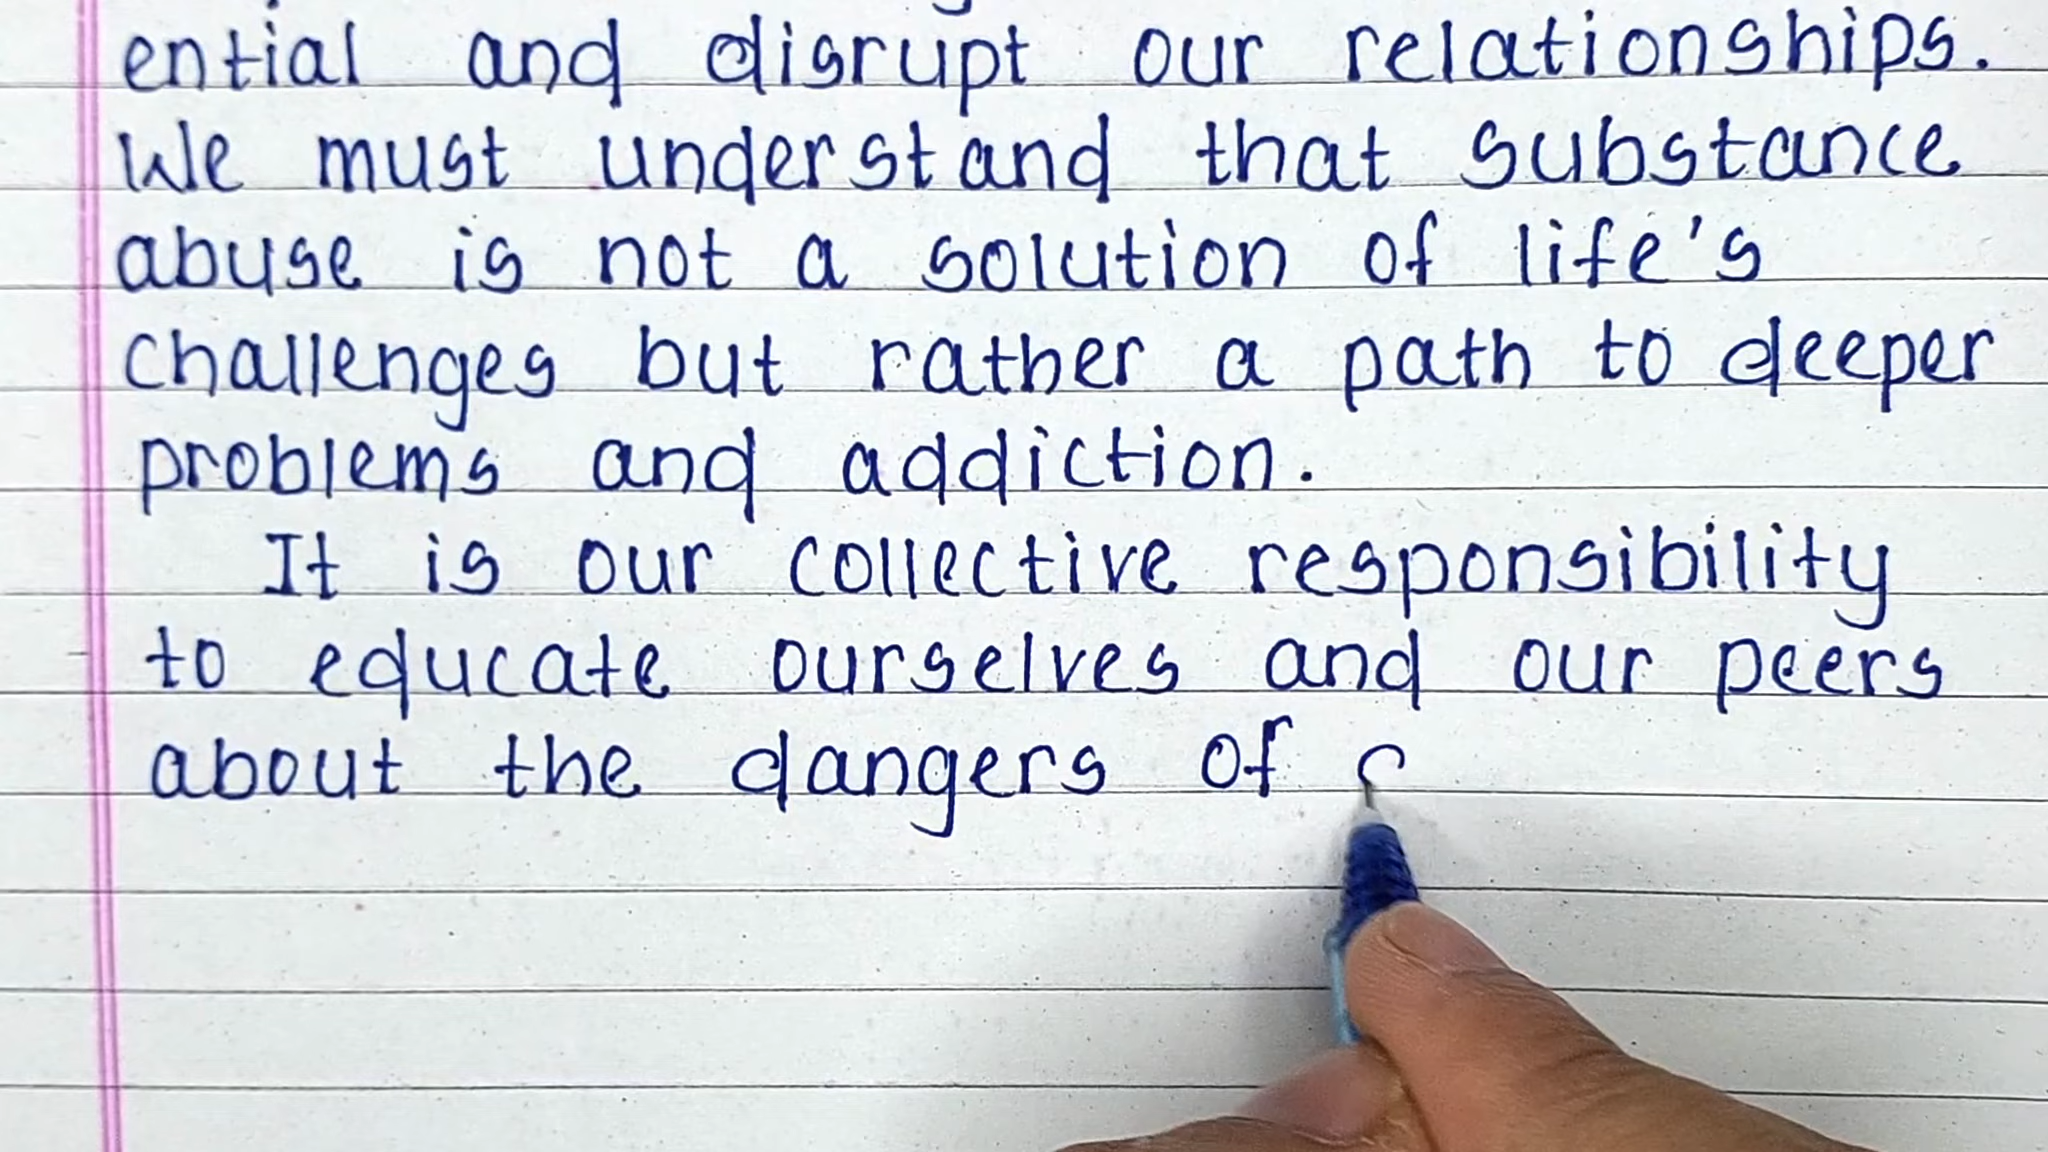 ential and disrupt our relationships.
We must understand that substance
abuse is not a solution of life's
challenges but rather a path to deeper
problems and addiction.
It is our collective responsibility
to educate ourselves and our peers
about the dangers of